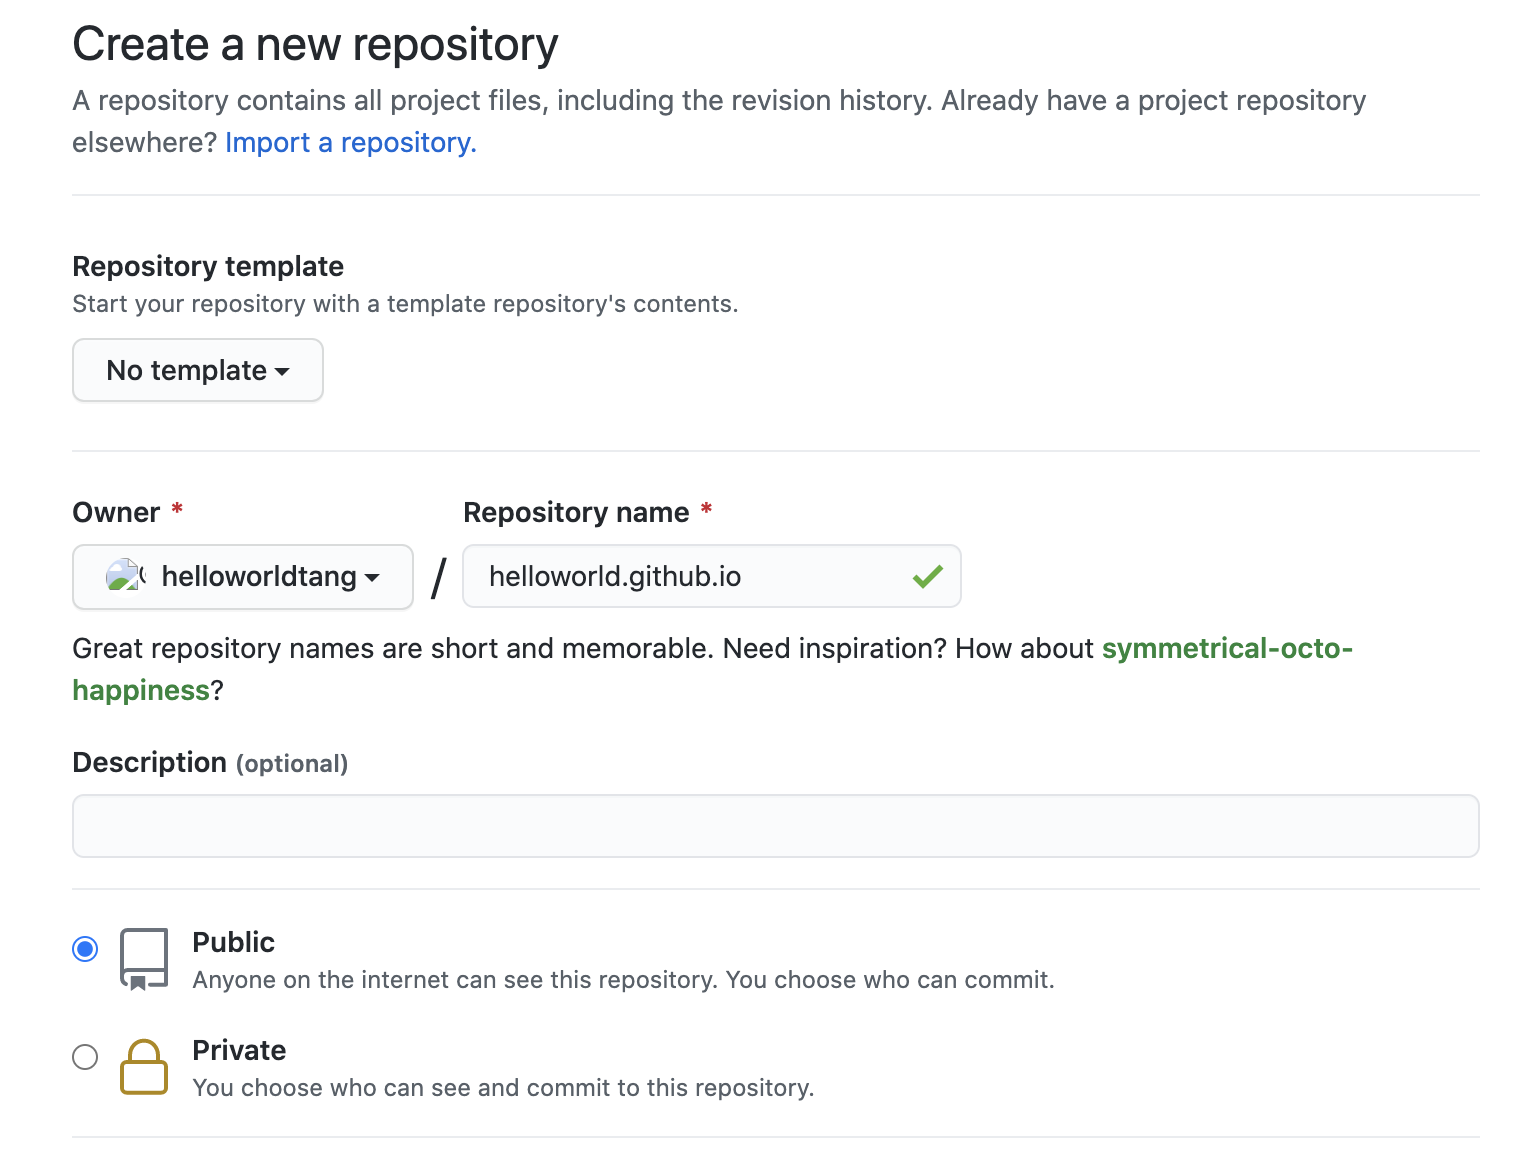 Create a new repository
A repository contains all project files, including the revision history. Already have a project repository
elsewhere? Import a repository.
Repository template
Start your repository with a template repository's contents.
No template
Owner * Repository name *
helloworldtang / helloworld.github.io
Great repository names are short and memorable. Need inspiration? How about symmetrical-octo-
happiness?
Description (optional)
Public
Anyone on the internet can see this repository. You choose who can commit.
Private
You choose who can see and commit to this repository.